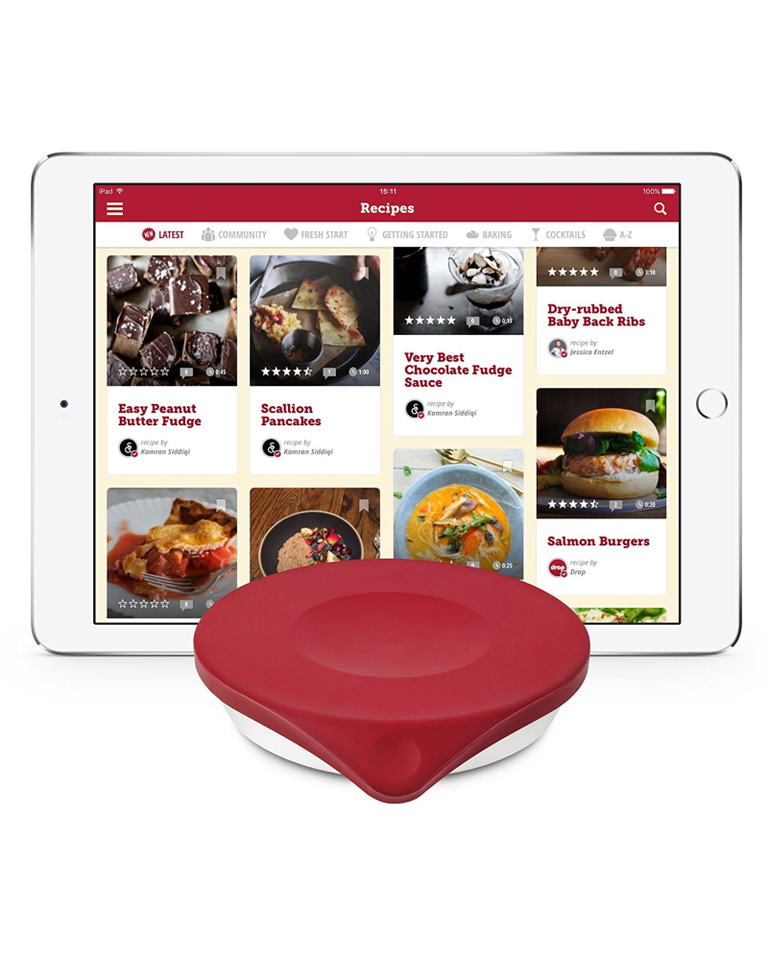 iPad
15:11
100%
Recipes
NEW
LATEST
COMMUNITY
FRESH START
GETTING STARTED
BAKING
COCKTAILS
A-Z
0
0:45
Easy Peanut
Butter Fudge
recipe by
Kamran Siddiqi
1
1:00
Scallion
Pancakes
recipe by
Kamran Siddiqi
0
0:15
Very Best
Chocolate Fudge
Sauce
recipe by
Kamran Siddiqi
0
3:10
Dry-rubbed
Baby Back Ribs
recipe by
Jessica Entzel
0
0:25
2
0:20
Salmon Burgers
drop
recipe by
Drop